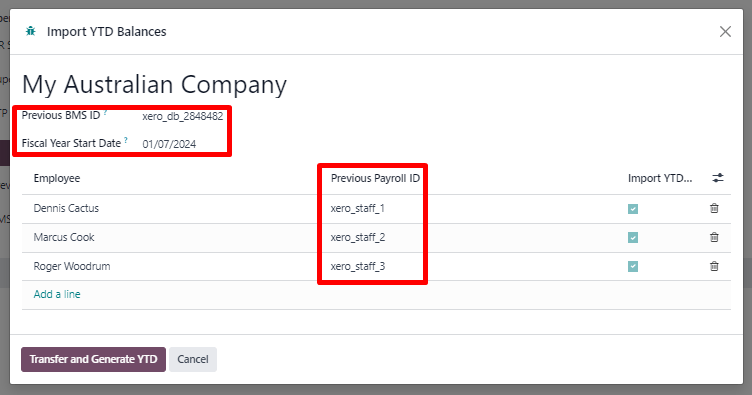 Import YTD Balances
My Australian Company
Previous BMS ID ? xero_db_2848482
Fiscal Year Start Date ? 01/07/2024
Employee Previous Payroll ID Import YTD...
Dennis Cactus xero_staff_1
Marcus Cook xero_staff_2
Roger Woodrum xero_staff_3
Add a line
Transfer and Generate YTD Cancel